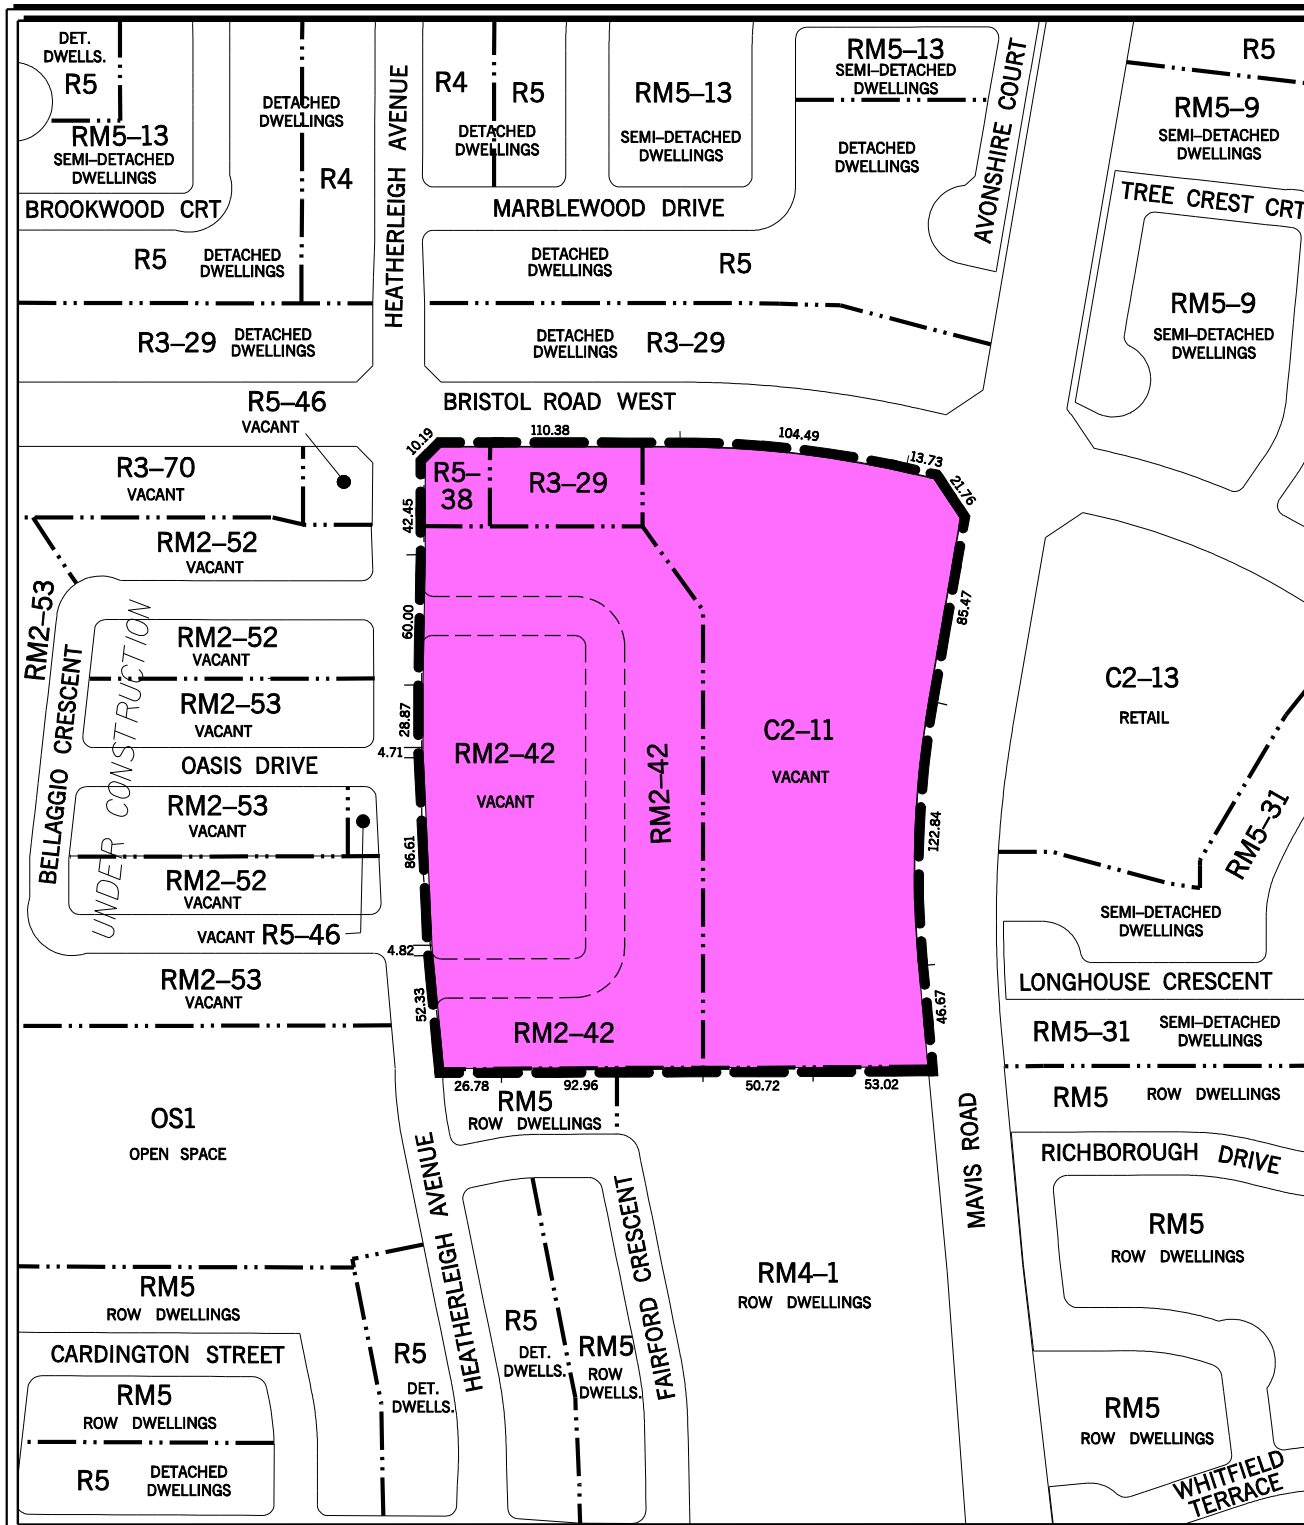 DET.
DWELLS.
R5
RM5–13
SEMI–DETACHED
DWELLINGS
DETACHED
DWELLINGS
R4
BROOKWOOD CRT
R5
DETACHED
DWELLINGS
R3–29
DETACHED
DWELLINGS
HEATHERLEIGH AVENUE
R4
R5
DETACHED
DWELLINGS
RM5–13
SEMI–DETACHED
DWELLINGS
RM5–13
SEMI–DETACHED
DWELLINGS
DETACHED
DWELLINGS
MARBLEWOOD DRIVE
DETACHED
DWELLINGS
R5
DETACHED
DWELLINGS
R3–29
AVONSHIRE COURT
R5
RM5–9
SEMI–DETACHED
DWELLINGS
TREE CREST CRT
RM5–9
SEMI–DETACHED
DWELLINGS
BRISTOL ROAD WEST
R5–46
VACANT
R3–70
VACANT
RM2–52
VACANT
RM2–53
RM2–52
VACANT
RM2–53
VACANT
BELLAGGIO CRESCENT
UNDER CONSTRUCTION
OASIS DRIVE
RM2–53
VACANT
RM2–52
VACANT
VACANT R5–46
RM2–53
VACANT
10.19
110.38
104.49
13.73
21.76
42.45
60.00
28.87
4.71
86.61
4.82
52.33
85.47
122.84
46.67
26.78
92.96
50.72
53.02
R5–
38
R3–29
RM2–42
VACANT
RM2–42
C2–11
VACANT
RM2–42
C2–13
RETAIL
RM5–31
SEMI–DETACHED
DWELLINGS
LONGHOUSE CRESCENT
RM5–31
SEMI–DETACHED
DWELLINGS
RM5
ROW DWELLINGS
RICHBOROUGH DRIVE
RM5
ROW DWELLINGS
RM5
ROW DWELLINGS
WHITFIELD
TERRACE
MAVIS ROAD
RM5
ROW DWELLINGS
OS1
OPEN SPACE
HEATHERLEIGH AVENUE
FAIRFORD CRESCENT
RM4–1
ROW DWELLINGS
RM5
ROW DWELLINGS
CARDINGTON STREET
RM5
ROW DWELLINGS
R5
DETACHED
DWELLINGS
R5
DET.
DWELLS.
R5
DET.
DWELLS.
RM5
ROW
DWELLS.